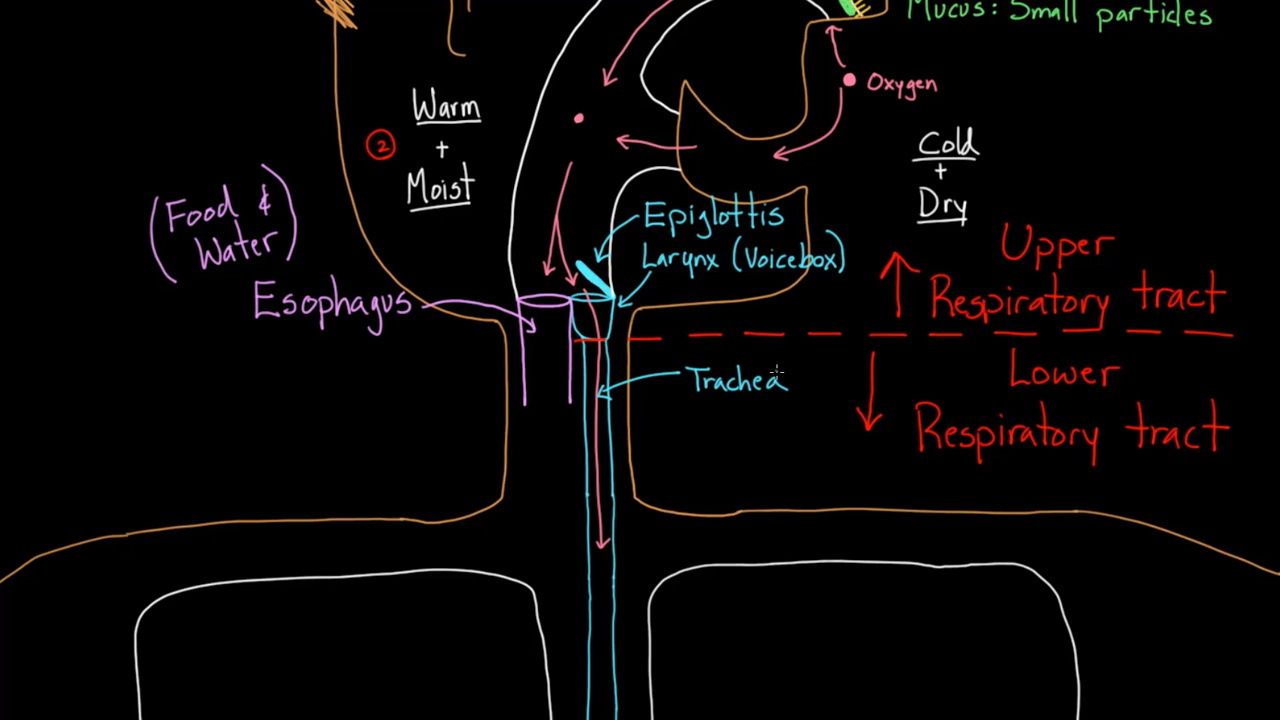 Mucus: Small particles
Oxygen
Warm
+
Moist
2
Cold
+
Dry
(Food &
Water)
Esophagus
Epiglottis
Larynx (Voicebox)
Trachea
Upper
Respiratory tract
Lower
Respiratory tract